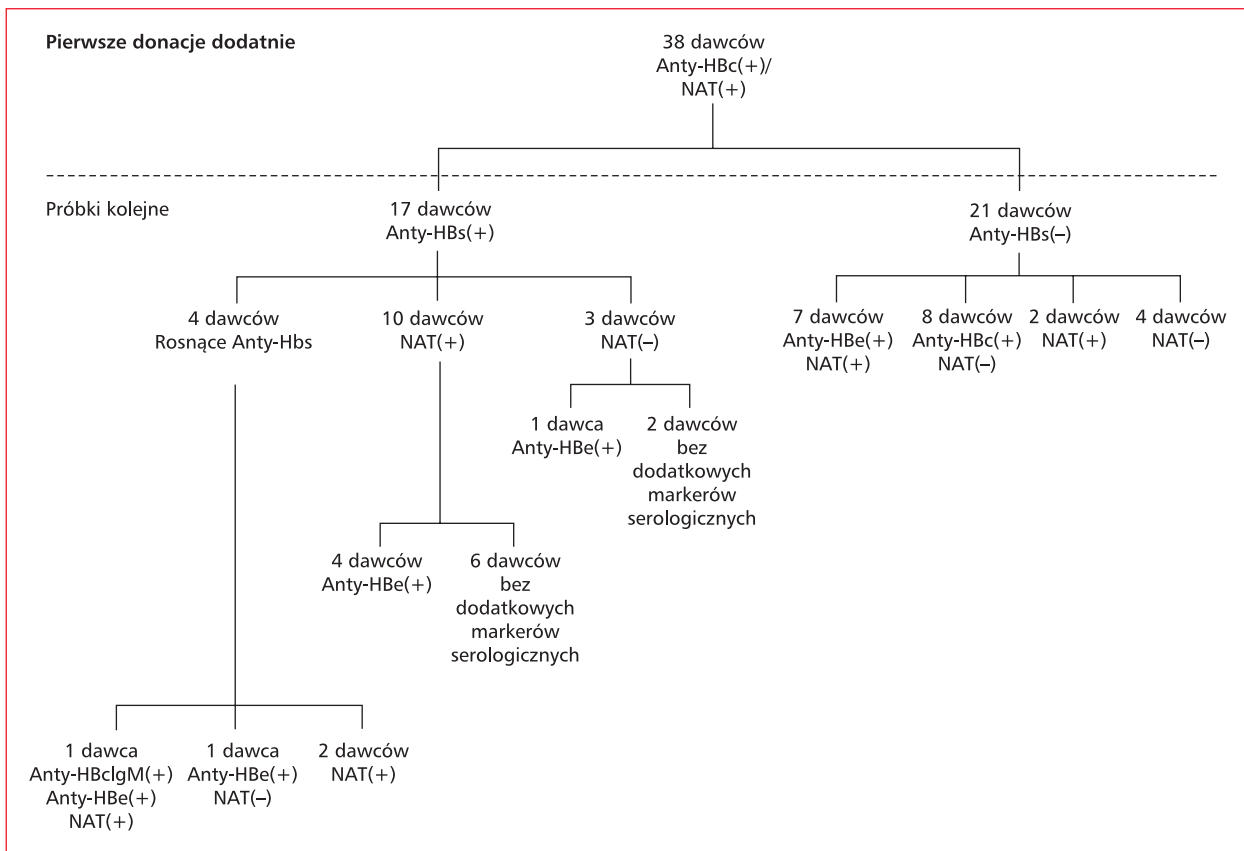 Pierwsze donacje dodatnie
38 dawców
Anty-HBc(+)/
NAT(+)
Próbki kolejne
17 dawców
Anty-HBs(+)
21 dawców
Anty-HBs(–)
4 dawców
Rosnące Anty-Hbs
10 dawców
NAT(+)
3 dawców
NAT(–)
7 dawców
Anty-HBe(+)
NAT(+)
8 dawców
Anty-HBc(+)
NAT(–)
2 dawców
NAT(+)
4 dawców
NAT(–)
1 dawca
Anty-HBe(+)
2 dawców
bez
dodatkowych
markerów
serologicznych
4 dawców
Anty-HBe(+)
6 dawców
bez
dodatkowych
markerów
serologicznych
1 dawca
Anty-HBcIgM(+)
Anty-HBe(+)
NAT(+)
1 dawca
Anty-HBe(+)
NAT(–)
2 dawców
NAT(+)